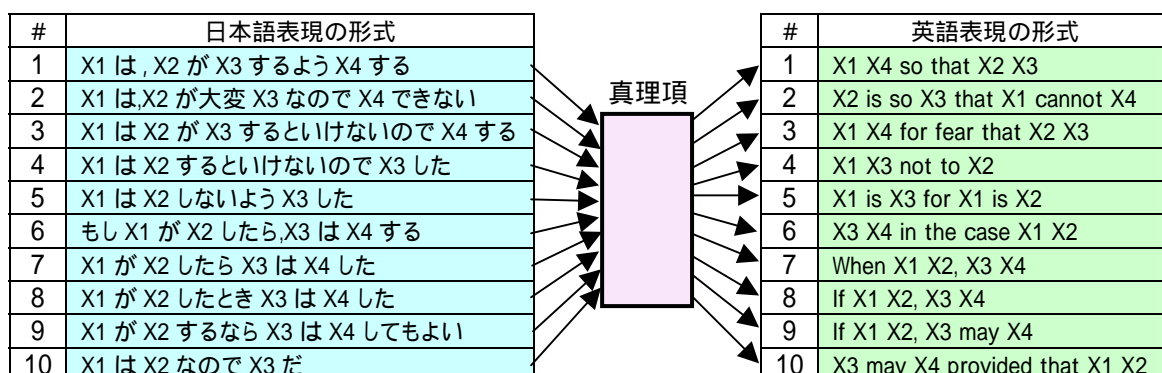 # 日本語表現の形式
1 X1 は , X2 が X3 するよう X4 する
2 X1 は,X2 が大変 X3 なので X4 できない
3 X1 は X2 が X3 するといけないので X4 する
4 X1 は X2 するといけないので X3 した
5 X1 は X2 しないよう X3 した
6 もし X1 が X2 したら,X3 は X4 する
7 X1 が X2 したら X3 は X4 した
8 X1 が X2 したとき X3 は X4 した
9 X1 が X2 するなら X3 は X4 してもよい
10 X1 は X2 なので X3 だ
真理項
# 英語表現の形式
1 X1 X4 so that X2 X3
2 X2 is so X3 that X1 cannot X4
3 X1 X4 for fear that X2 X3
4 X1 X3 not to X2
5 X1 is X3 for X1 is X2
6 X3 X4 in the case X1 X2
7 When X1 X2, X3 X4
8 If X1 X2, X3 X4
9 If X1 X2, X3 may X4
10 X3 may X4 provided that X1 X2